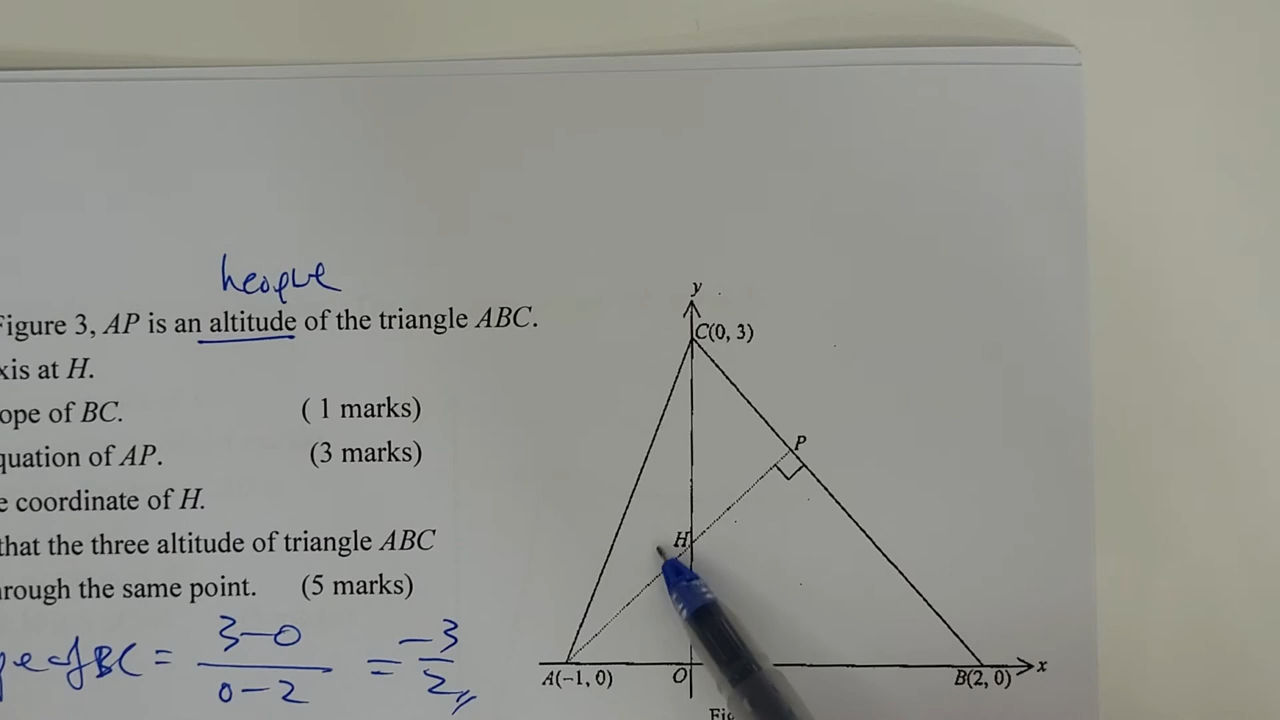 Figure 3, AP is an altitude of the triangle ABC.
xis at H.
ope of BC. ( 1 marks)
quation of AP. (3 marks)
e coordinate of H.
that the three altitude of triangle ABC
rough the same point. (5 marks)
of BC = 3-0 / 0-2 = -3 / 2
y
C(0, 3)
P
H
A(-1, 0) O B(2, 0) x